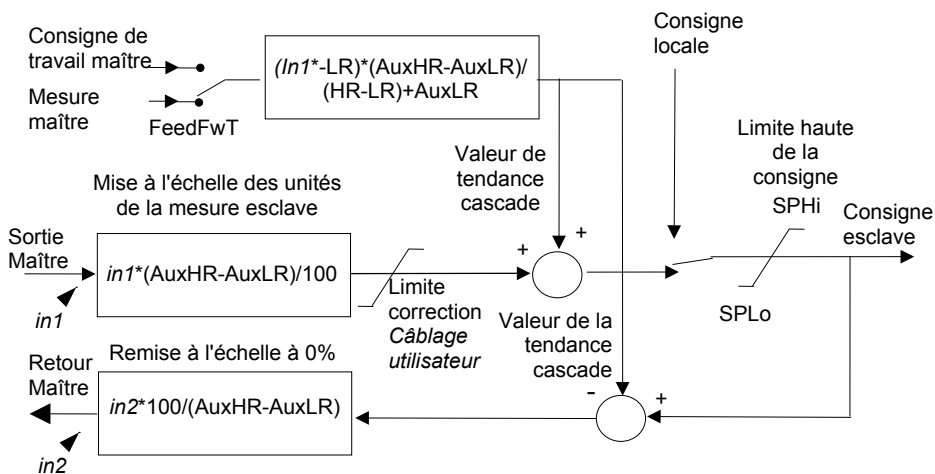 Consigne de
travail maître
Mesure
maître
FeedFwT
(In1*-LR)*(AuxHR-AuxLR)/
(HR-LR)+AuxLR
Consigne
locale
Valeur de
tendance
cascade
Limite haute
de la
consigne
SPHi
SPLo
Consigne
esclave
Mise à l'échelle des unités
de la mesure esclave
Sortie
Maître
in1
in1*(AuxHR-AuxLR)/100
Limite
correction
Câblage
utilisateur
+
+
Valeur de la
tendance
cascade
Remise à l'échelle à 0%
Retour
Maître
in2
in2*100/(AuxHR-AuxLR)
-
+